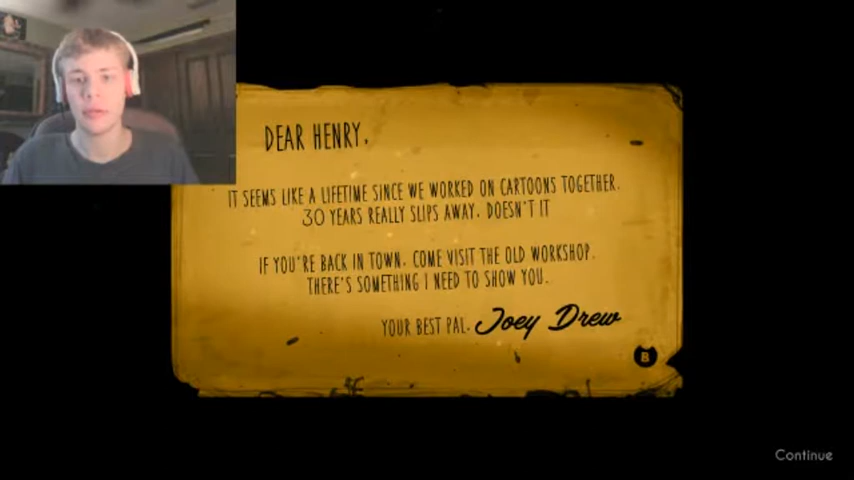 DEAR HENRY,
IT SEEMS LIKE A LIFETIME SINCE WE WORKED ON CARTOONS TOGETHER.
30 YEARS REALLY SLIPS AWAY, DOESN'T IT
IF YOU'RE BACK IN TOWN, COME VISIT THE OLD WORKSHOP.
THERE'S SOMETHING I NEED TO SHOW YOU.
YOUR BEST PAL, Joey Drew
B
Continue